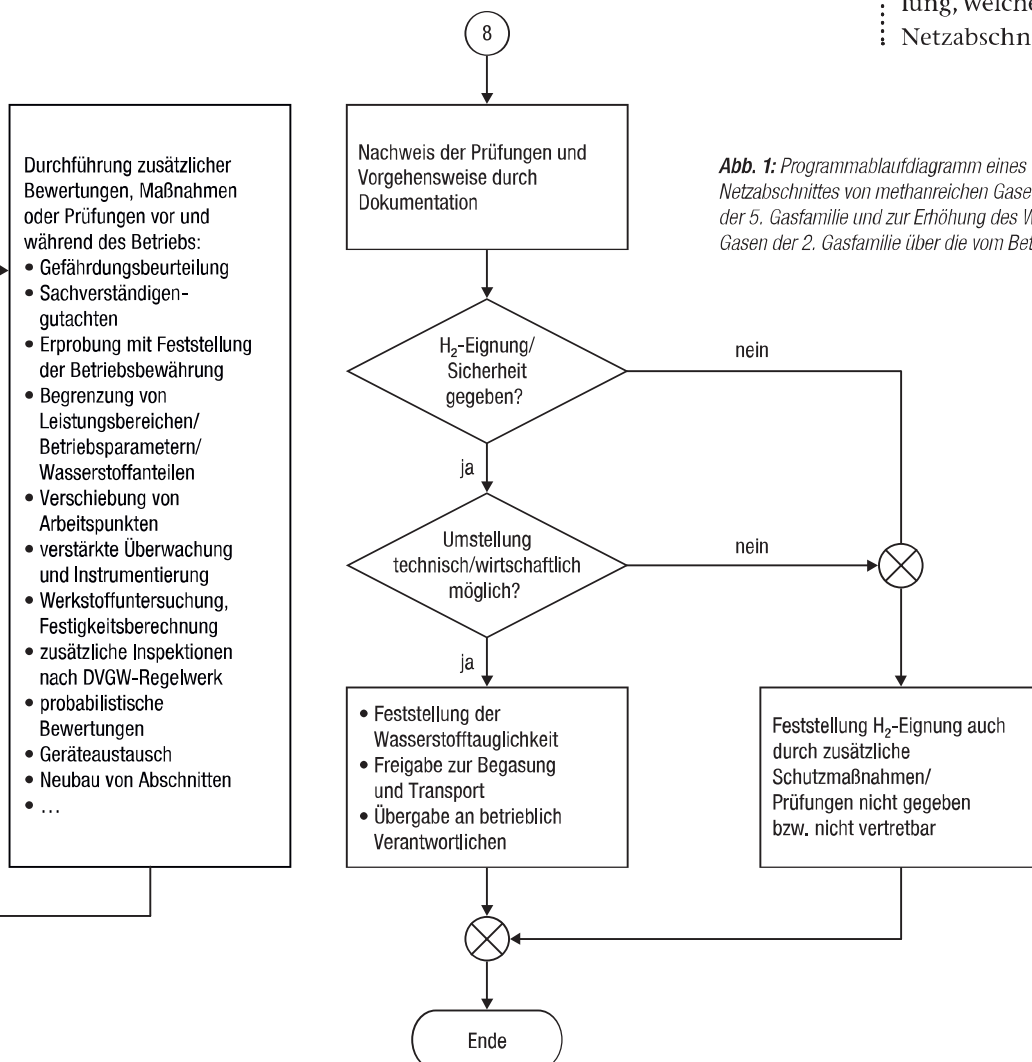 lung, welche
Netzabschn
8
Durchführung zusätzlicher
Bewertungen, Maßnahmen
oder Prüfungen vor und
während des Betriebs:
• Gefährdungsbeurteilung
• Sachverständigen-
gutachten
• Erprobung mit Feststellung
der Betriebsbewährung
• Begrenzung von
Leistungsbereichen/
Betriebsparametern/
Wasserstoffanteilen
• Verschiebung von
Arbeitspunkten
• verstärkte Überwachung
und Instrumentierung
• Werkstoffuntersuchung,
Festigkeitsberechnung
• zusätzliche Inspektionen
nach DVGW-Regelwerk
• probabilistische
Bewertungen
• Geräteaustausch
• Neubau von Abschnitten
• …
Nachweis der Prüfungen und
Vorgehensweise durch
Dokumentation
Abb. 1: Programmablaufdiagramm eines
Netzabschnittes von methanreichen Gase
der 5. Gasfamilie und zur Erhöhung des W
Gasen der 2. Gasfamilie über die vom Bet
H₂-Eignung/
Sicherheit
gegeben?
nein
ja
Umstellung
technisch/wirtschaftlich
möglich?
nein
ja
• Feststellung der
Wasserstofftauglichkeit
• Freigabe zur Begasung
und Transport
• Übergabe an betrieblich
Verantwortlichen
Feststellung H₂-Eignung auch
durch zusätzliche
Schutzmaßnahmen/
Prüfungen nicht gegeben
bzw. nicht vertretbar
Ende